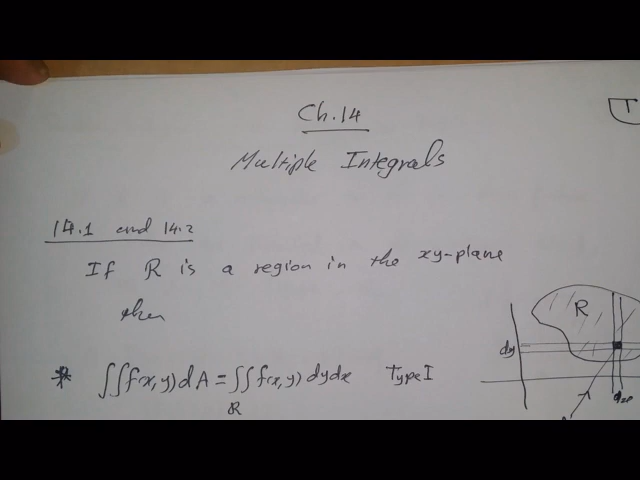 Ch.14
Multiple Integrals
14.1 and 14.2
If R is a region in the xy-plane
then
* ∫∫f(x,y)dA = ∫∫f(x,y)dydx Type I
R
R
dy